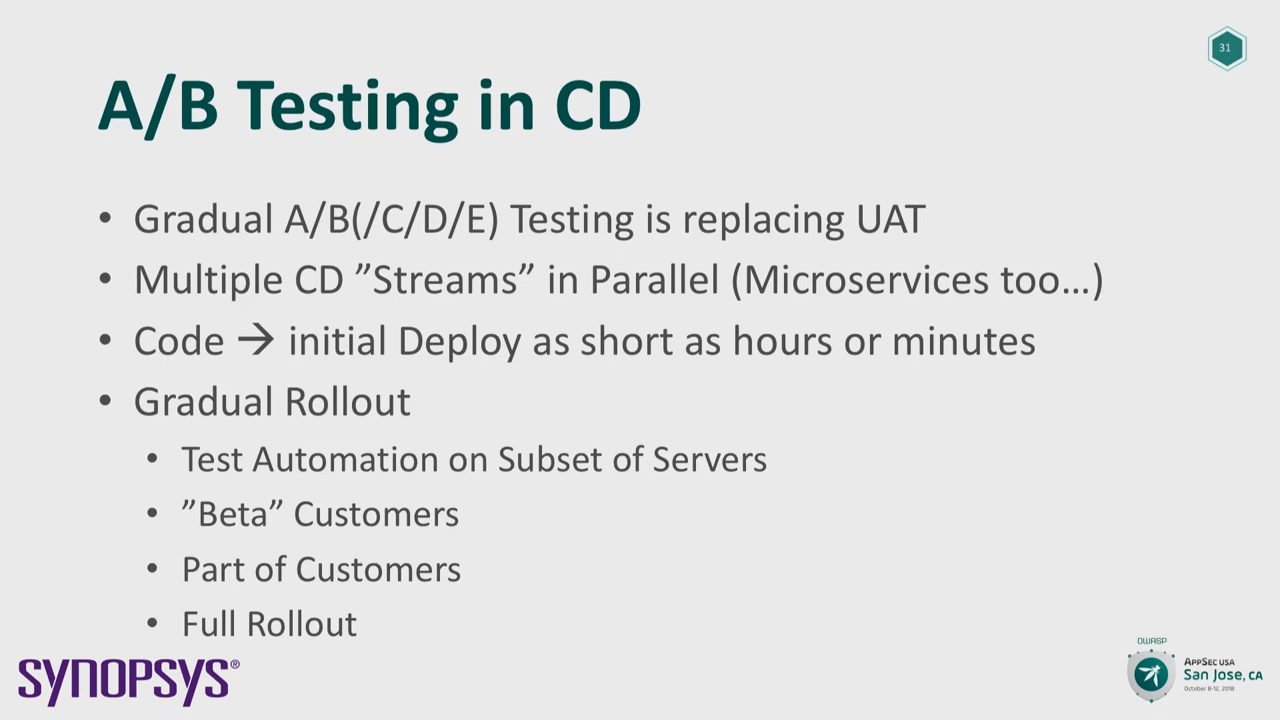 31
A/B Testing in CD
• Gradual A/B(/C/D/E) Testing is replacing UAT
• Multiple CD ”Streams” in Parallel (Microservices too…)
• Code → initial Deploy as short as hours or minutes
• Gradual Rollout
• Test Automation on Subset of Servers
• ”Beta” Customers
• Part of Customers
• Full Rollout
SYNOPSYS®
OWASP
AppSec USA
San Jose, CA
October 8-12, 2018